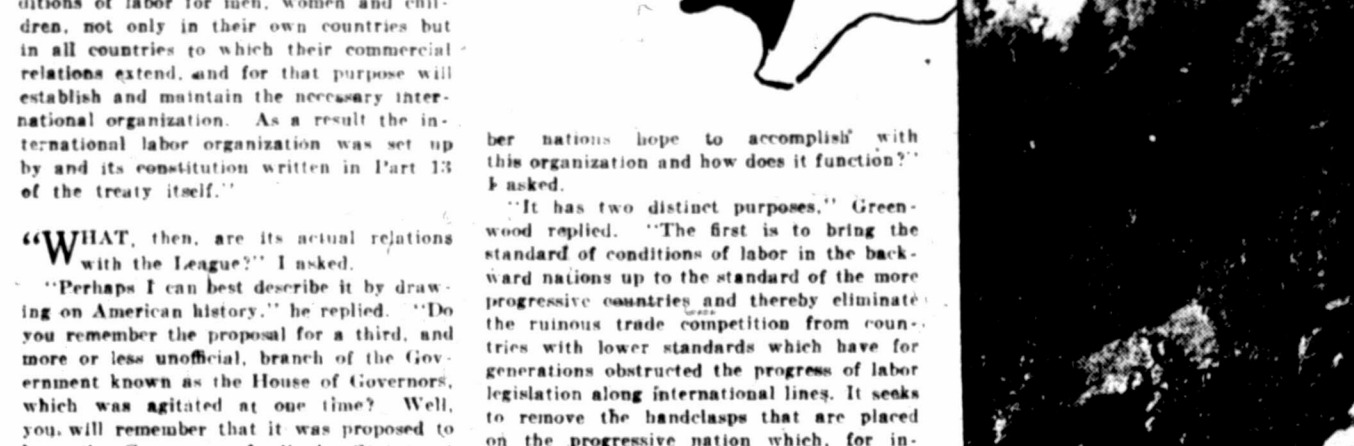 ditions of labor for men, women and chil-
dren, not only in their own countries but
in all countries to which their commercial
relations extend, and for that purpose will
establish and maintain the necessary inter-
national organization. As a result the in-
ternational labor organization was set up
by and its constitution written in Part 13
of the treaty itself."
"WHAT, then, are its actual relations
with the League?" I asked.
"Perhaps I can best describe it by draw-
ing on American history," he replied. "Do
you remember the proposal for a third, and
more or less unofficial, branch of the Gov-
ernment known as the House of Governors,
which was agitated at one time? Well,
you, will remember that it was proposed to
ber nations hope to accomplish with
this organization and how does it function?"
I asked.
"It has two distinct purposes," Green-
wood replied. "The first is to bring the
standard of conditions of labor in the back-
ward nations up to the standard of the more
progressive countries and thereby eliminate
the ruinous trade competition from coun-
tries with lower standards which have for
generations obstructed the progress of labor
legislation along international lines. It seeks
to remove the handclasps that are placed
on the progressive nation which, for in-